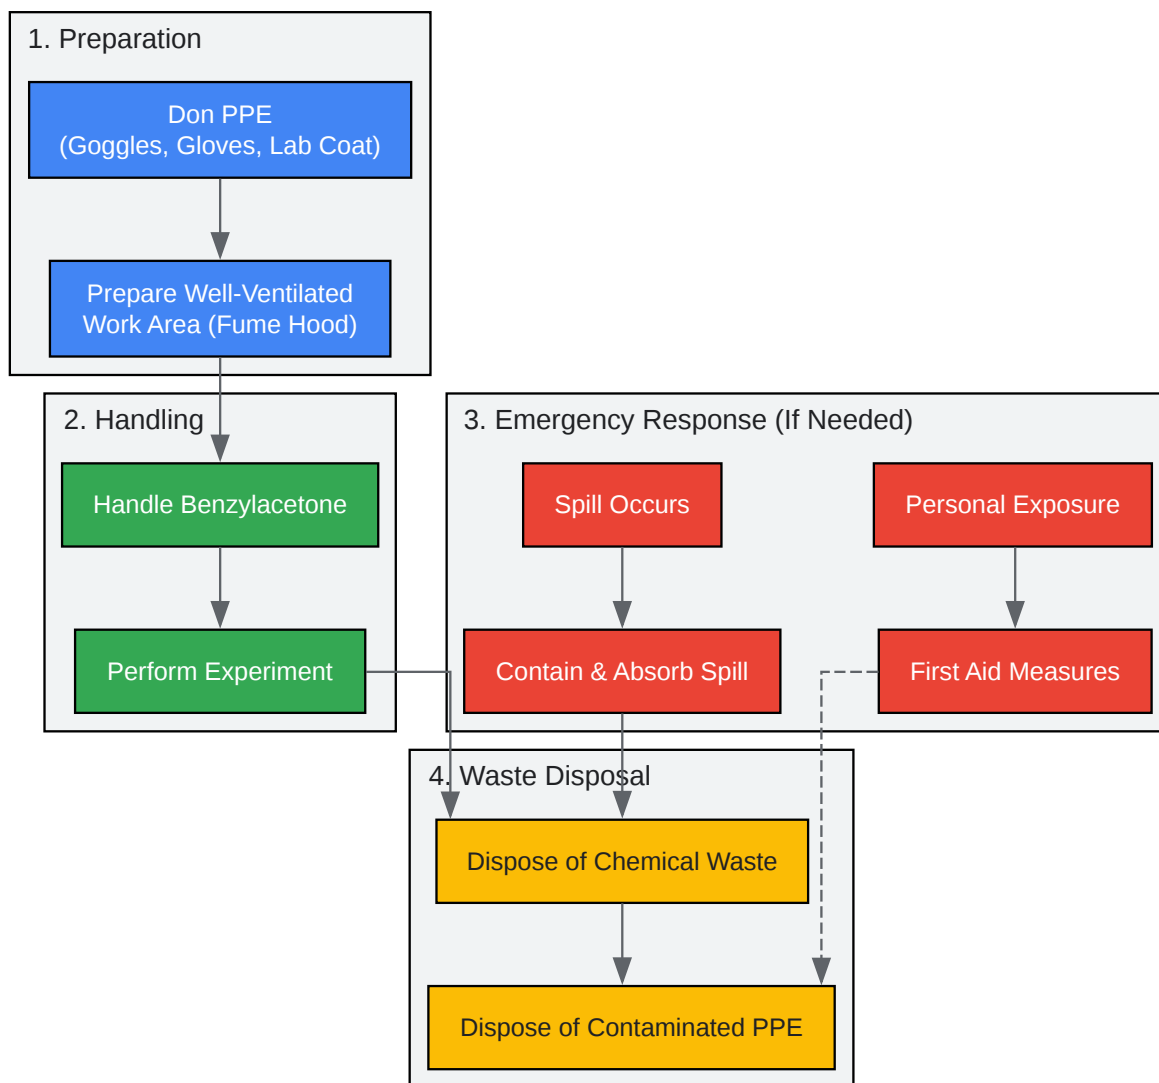 1. Preparation
Don PPE
(Goggles, Gloves, Lab Coat)
Prepare Well-Ventilated
Work Area (Fume Hood)
2. Handling
Handle Benzylacetone
Perform Experiment
3. Emergency Response (If Needed)
Spill Occurs
Personal Exposure
Contain & Absorb Spill
First Aid Measures
4. Waste Disposal
Dispose of Chemical Waste
Dispose of Contaminated PPE